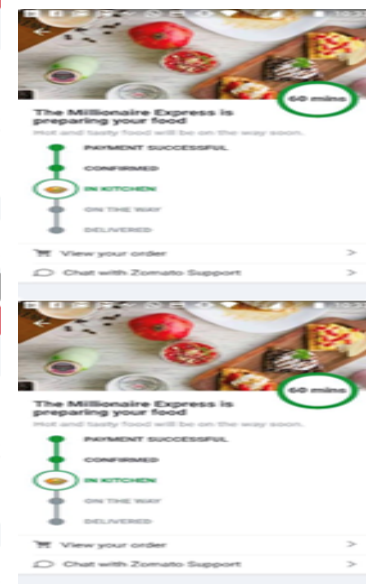 60 mins
The Millionaire Express is
preparing your food
Hot and tasty food will be on the way soon.
PAYMENT SUCCESSFUL
CONFIRMED
IN KITCHEN
ON THE WAY
DELIVERED
View your order
Chat with Zomato Support
60 mins
The Millionaire Express is
preparing your food
Hot and tasty food will be on the way soon.
PAYMENT SUCCESSFUL
CONFIRMED
IN KITCHEN
ON THE WAY
DELIVERED
View your order
Chat with Zomato Support